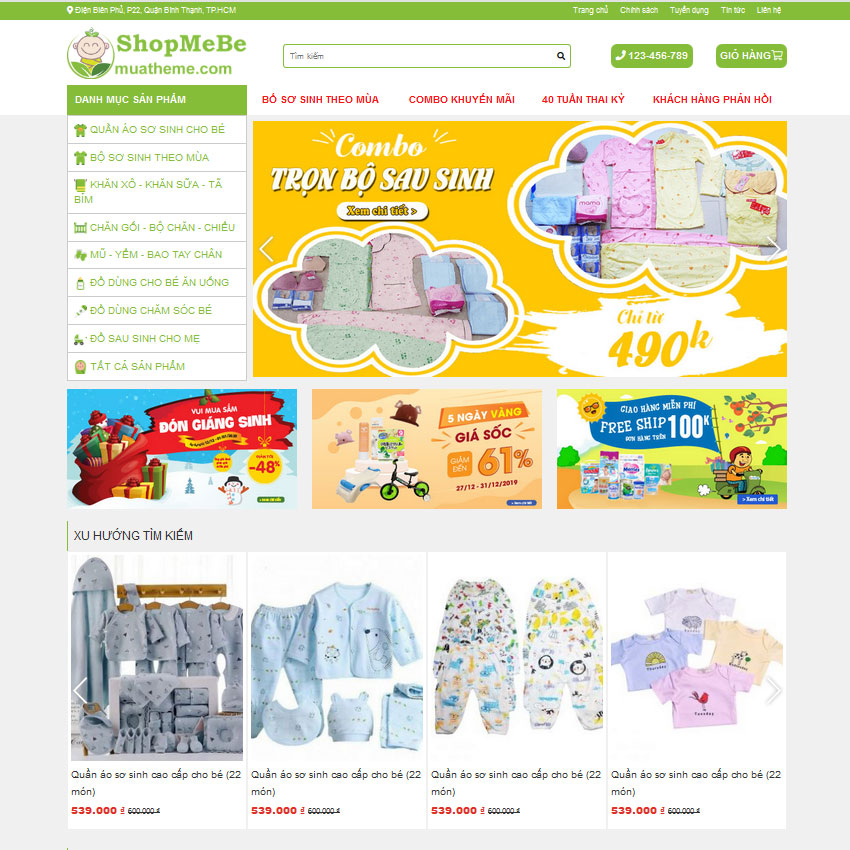 Điện Biên Phủ, P22, Quận Bình Thạnh, TP.HCM
Trang chủ Chính sách Tuyển dụng Tin tức Liên hệ
ShopMeBe
muatheme.com
Tìm kiếm
123-456-789
GIỎ HÀNG
DANH MỤC SẢN PHẨM
BỘ SƠ SINH THEO MÙA
COMBO KHUYẾN MÃI
40 TUẦN THAI KỲ
KHÁCH HÀNG PHẢN HỒI
QUẦN ÁO SƠ SINH CHO BÉ
BỘ SƠ SINH THEO MÙA
KHĂN XÔ - KHĂN SỮA - TÃ
BỈM
CHĂN GỐI - BỘ CHĂN - CHIẾU
MŨ - YẾM - BAO TAY CHÂN
ĐỒ DÙNG CHO BÉ ĂN UỐNG
ĐỒ DÙNG CHĂM SÓC BÉ
ĐỒ SAU SINH CHO MẸ
TẤT CẢ SẢN PHẨM
Combo
TRỌN BỘ SAU SINH
Xem chi tiết >
mama
Chỉ từ
490k
VUI MUA SẮM
ĐÓN GIÁNG SINH
GIẢM TỚI
-48%
5 NGÀY VÀNG
GIÁ SỐC
GIẢM
ĐẾN
61%
27/12 - 31/12/2019
GIAO HÀNG MIỄN PHÍ
FREE SHIP 100K
ĐƠN HÀNG TRÊN
> Xem chi tiết
XU HƯỚNG TÌM KIẾM
Quần áo sơ sinh cao cấp cho bé (22
món)
539.000 ₫ 600.000 ₫
Quần áo sơ sinh cao cấp cho bé (22
món)
539.000 ₫ 600.000 ₫
Quần áo sơ sinh cao cấp cho bé (22
món)
539.000 ₫ 600.000 ₫
Quần áo sơ sinh cao cấp cho bé (22
món)
539.000 ₫ 600.000 ₫